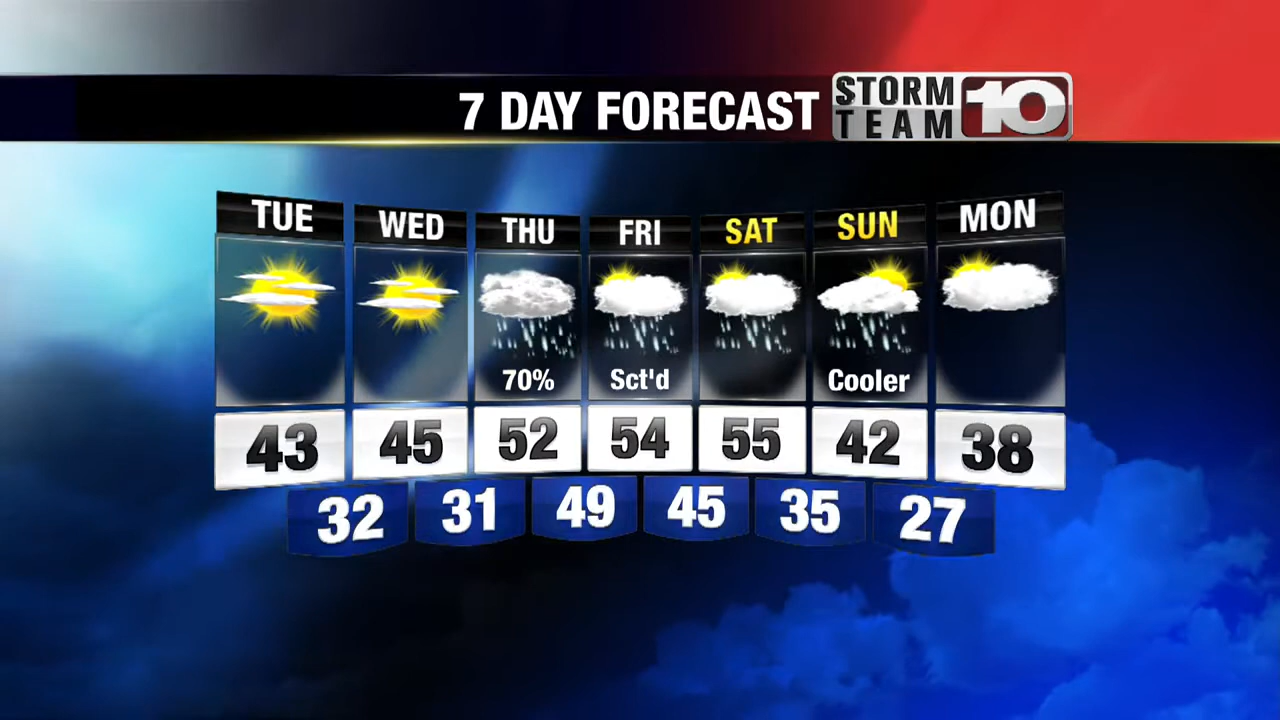 7 DAY FORECAST
STORM TEAM 10
TUE WED THU FRI SAT SUN MON
70% Sct'd Cooler
43 45 52 54 55 42 38
32 31 49 45 35 27